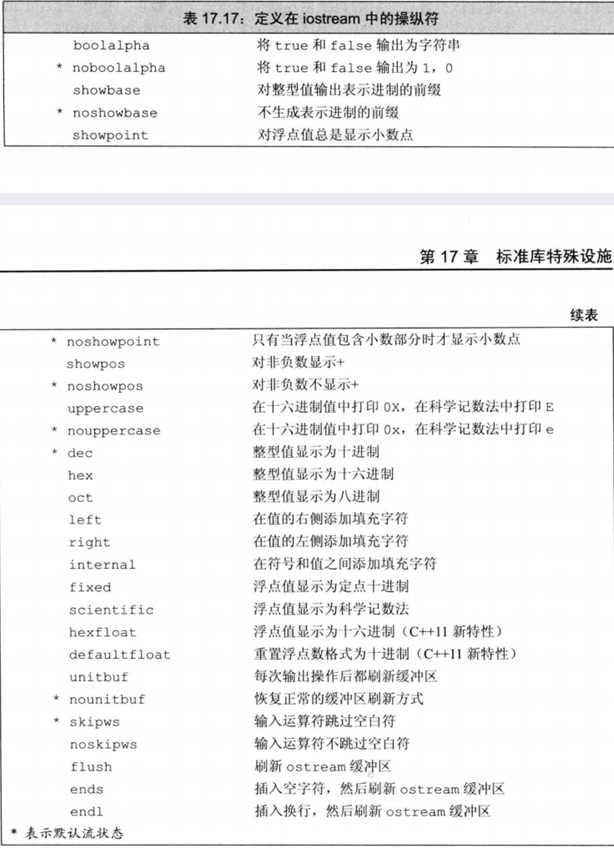 表 17.17：定义在 iostream 中的操纵符
boolalpha 将 true 和 false 输出为字符串
* noboolalpha 将 true 和 false 输出为 1, 0
showbase 对整型值输出表示进制的前缀
* noshowbase 不生成表示进制的前缀
showpoint 对浮点值总是显示小数点
第 17 章 标准库特殊设施
续表
* noshowpoint 只有当浮点值包含小数部分时才显示小数点
showpos 对非负数显示+
* noshowpos 对非负数不显示+
uppercase 在十六进制值中打印 0X，在科学记数法中打印 E
* nouppercase 在十六进制值中打印 0x，在科学记数法中打印 e
* dec 整型值显示为十进制
hex 整型值显示为十六进制
oct 整型值显示为八进制
left 在值的右侧添加填充字符
right 在值的左侧添加填充字符
internal 在符号和值之间添加填充字符
fixed 浮点值显示为定点十进制
scientific 浮点值显示为科学记数法
hexfloat 浮点值显示为十六进制（C++11 新特性）
defaultfloat 重置浮点数格式为十进制（C++11 新特性）
unitbuf 每次输出操作后都刷新缓冲区
* nounitbuf 恢复正常的缓冲区刷新方式
* skipws 输入运算符跳过空白符
noskipws 输入运算符不跳过空白符
flush 刷新 ostream 缓冲区
ends 插入空字符，然后刷新 ostream 缓冲区
endl 插入换行，然后刷新 ostream 缓冲区
* 表示默认流状态